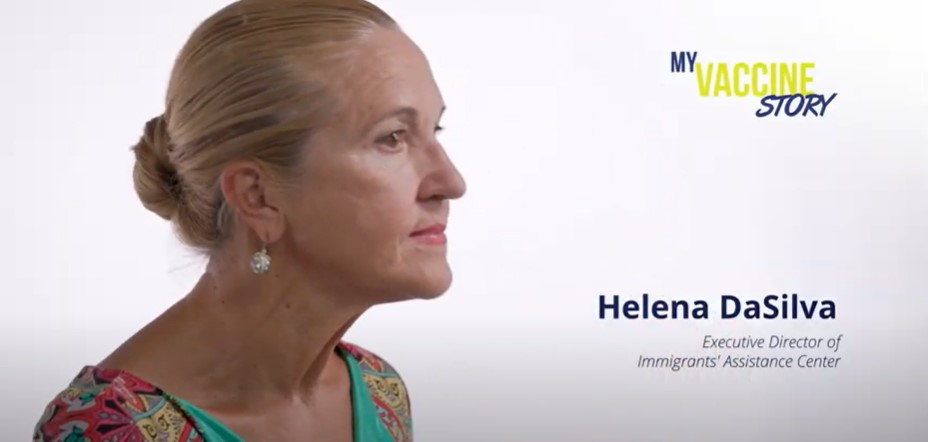 MY
VACCINE
STORY
Helena DaSilva
Executive Director of
Immigrants' Assistance Center